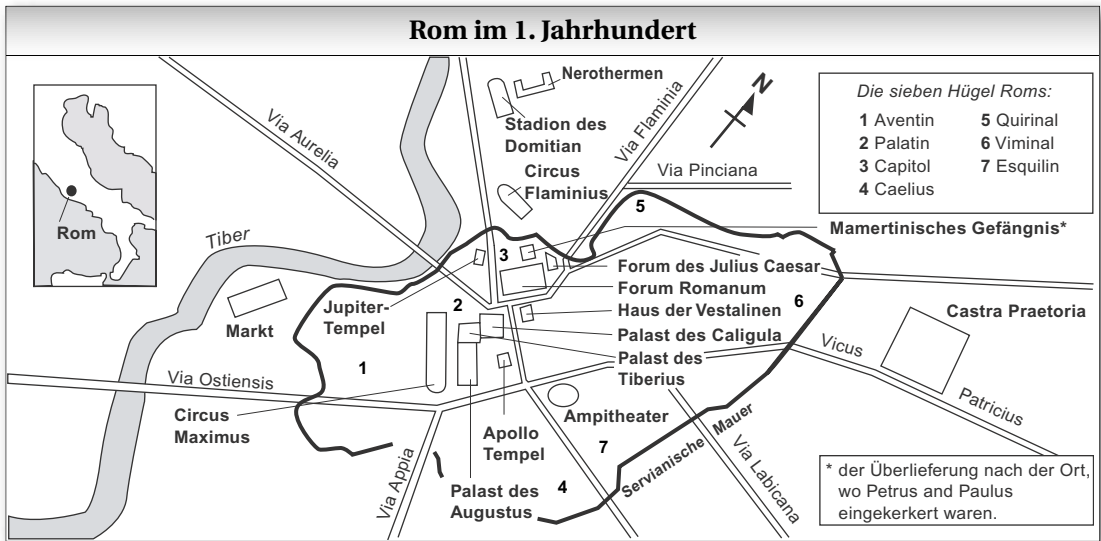 Rom im 1. Jahrhundert
Nerothermen
Stadion des
Domitian
Circus
Flaminius
Via Aurelia
Via Flaminia
Via Pinciana
N
Die sieben Hügel Roms:
1 Aventin
2 Palatin
3 Capitol
4 Caelius
5 Quirinal
6 Viminal
7 Esquilin
Rom
Tiber
5
Mamertinisches Gefängnis*
3
Forum des Julius Caesar
Forum Romanum
Haus der Vestalinen
6
Palast des Caligula
Palast des
Tiberius
Jupiter-
Tempel
2
Markt
1
Castra Praetoria
Vicus
Patricius
Via Ostiensis
Circus
Maximus
Ampitheater
Apollo
Tempel
7
Servianische Mauer
Via Labicana
Via Appia
Palast des
Augustus
4
* der Überlieferung nach der Ort,
wo Petrus and Paulus
eingekerkert waren.